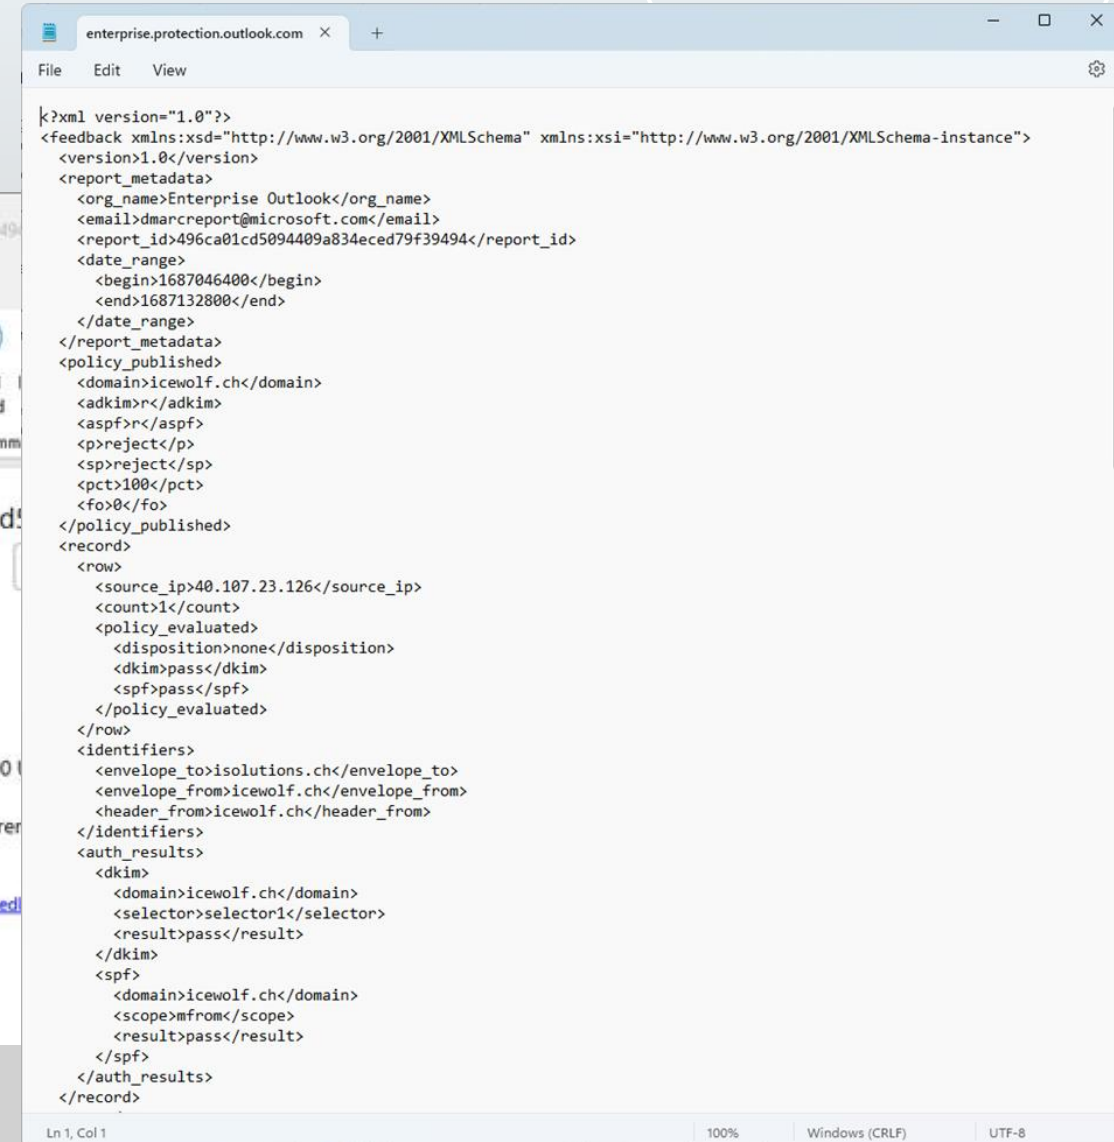 enterprise.protection.outlook.com
File Edit View
<?xml version="1.0"?>
<feedback xmlns:xsd="http://www.w3.org/2001/XMLSchema" xmlns:xsi="http://www.w3.org/2001/XMLSchema-instance">
  <version>1.0</version>
  <report_metadata>
    <org_name>Enterprise Outlook</org_name>
    <email>dmarcreport@microsoft.com</email>
    <report_id>496ca01cd5094409a834eced79f39494</report_id>
    <date_range>
      <begin>1687046400</begin>
      <end>1687132800</end>
    </date_range>
  </report_metadata>
  <policy_published>
    <domain>icewolf.ch</domain>
    <adkim>r</adkim>
    <aspf>r</aspf>
    <p>reject</p>
    <sp>reject</sp>
    <pct>100</pct>
    <fo>0</fo>
  </policy_published>
  <record>
    <row>
      <source_ip>40.107.23.126</source_ip>
      <count>1</count>
      <policy_evaluated>
        <disposition>none</disposition>
        <dkim>pass</dkim>
        <spf>pass</spf>
      </policy_evaluated>
    </row>
    <identifiers>
      <envelope_to>isolutions.ch</envelope_to>
      <envelope_from>icewolf.ch</envelope_from>
      <header_from>icewolf.ch</header_from>
    </identifiers>
    <auth_results>
      <dkim>
        <domain>icewolf.ch</domain>
        <selector>selector1</selector>
        <result>pass</result>
      </dkim>
      <spf>
        <domain>icewolf.ch</domain>
        <scope>mfrom</scope>
        <result>pass</result>
      </spf>
    </auth_results>
  </record>
Ln 1, Col 1 100% Windows (CRLF) UTF-8